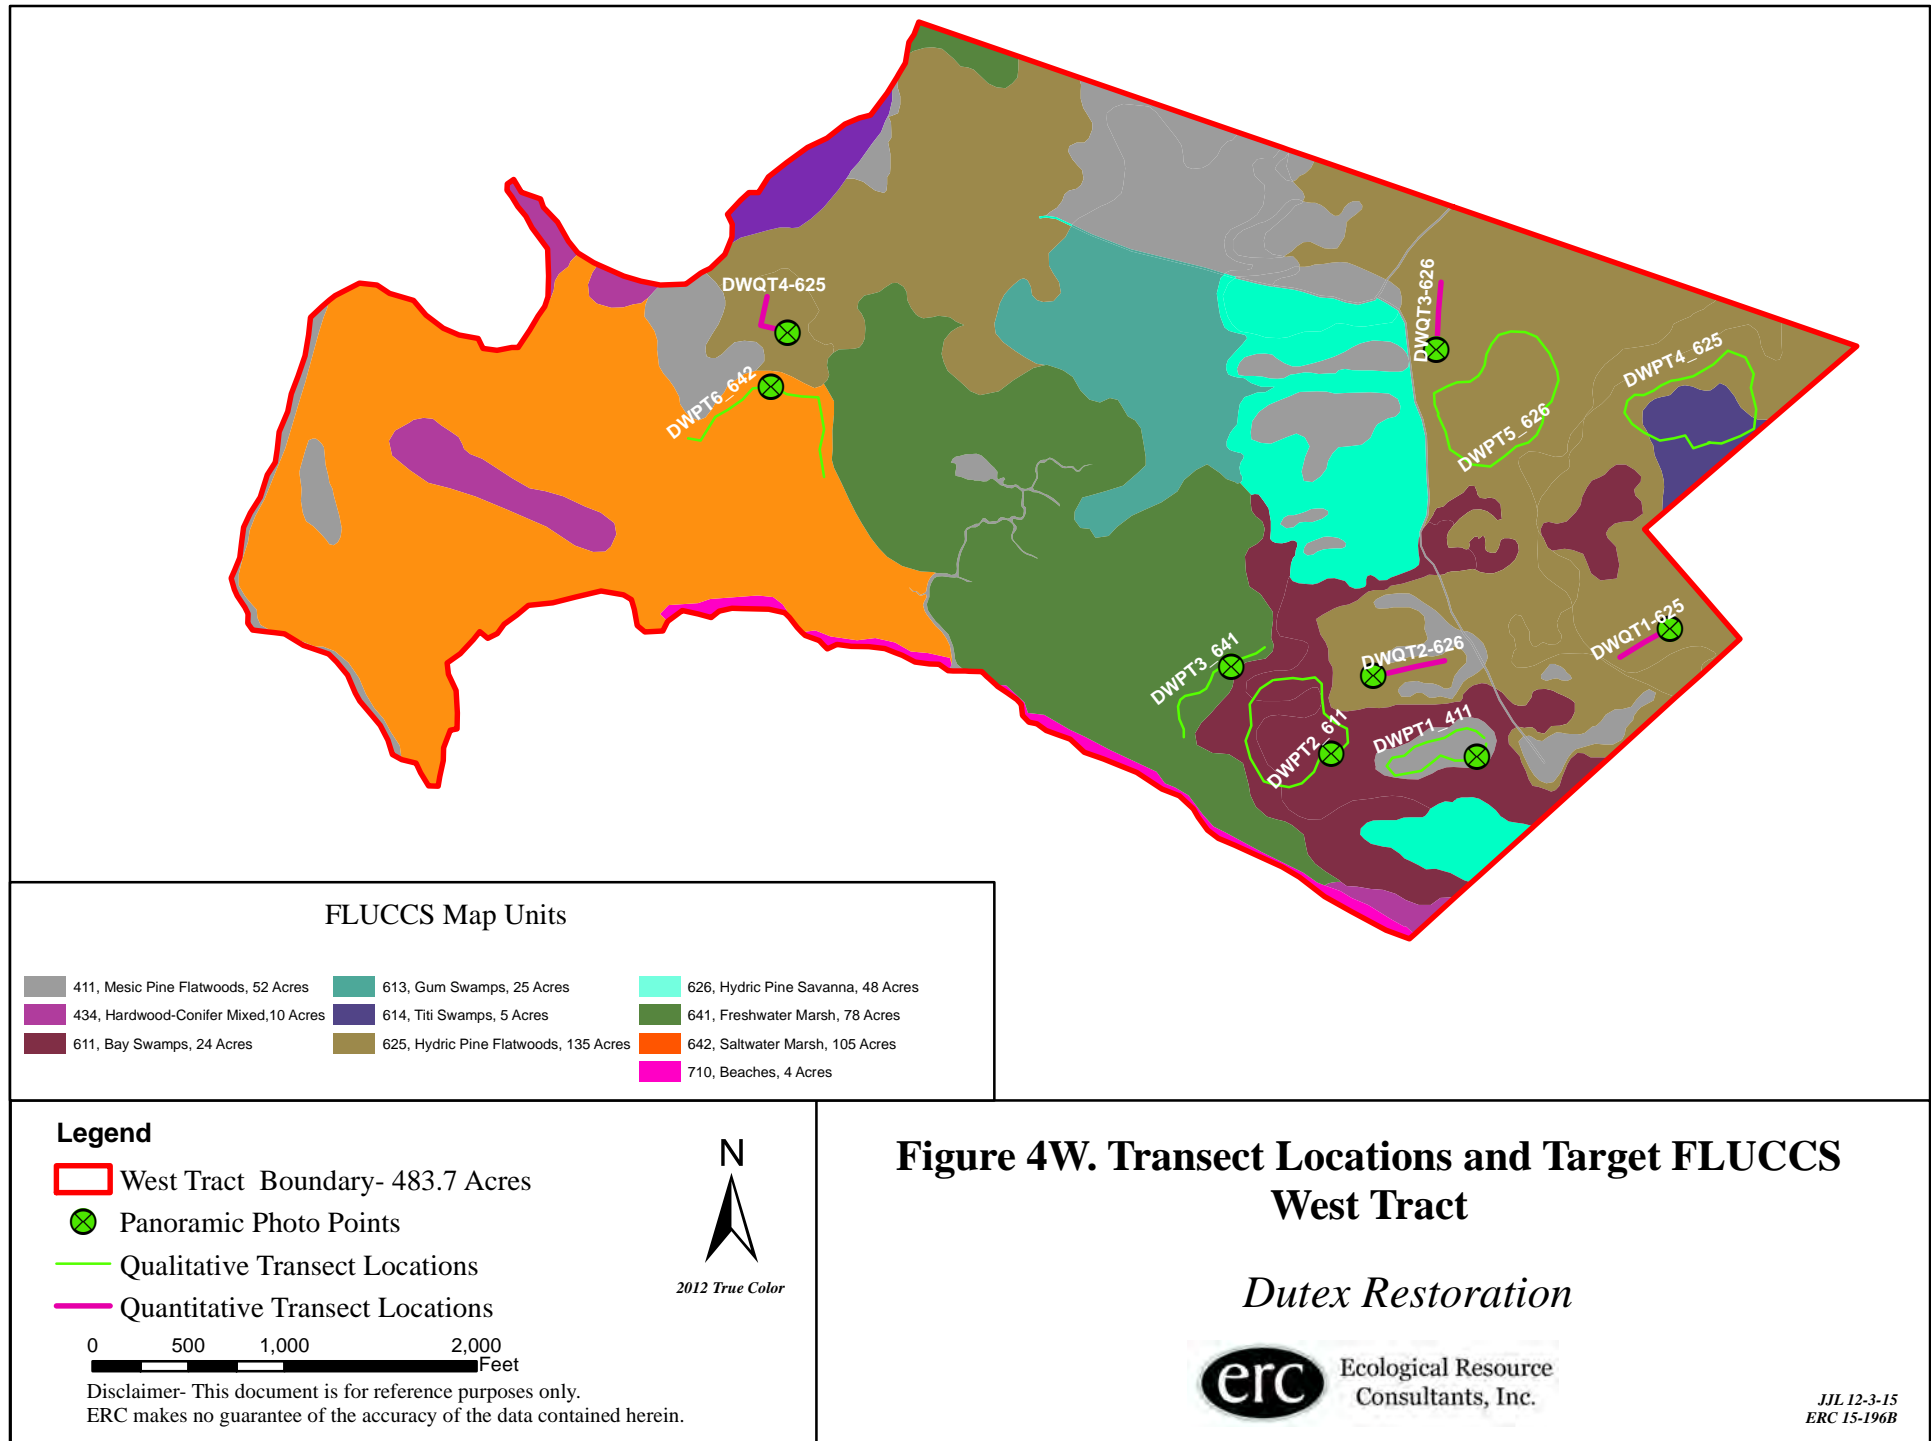 DWQT4-625
DWPT6_642
DWQT3-626
DWPT5_626
DWPT4_625
DWQT1-625
DWQT2-626
DWPT3_641
DWPT2_611
DWPT1_411
FLUCCS Map Units
411, Mesic Pine Flatwoods, 52 Acres
434, Hardwood-Conifer Mixed,10 Acres
611, Bay Swamps, 24 Acres
613, Gum Swamps, 25 Acres
614, Titi Swamps, 5 Acres
625, Hydric Pine Flatwoods, 135 Acres
626, Hydric Pine Savanna, 48 Acres
641, Freshwater Marsh, 78 Acres
642, Saltwater Marsh, 105 Acres
710, Beaches, 4 Acres
Legend
West Tract Boundary- 483.7 Acres
Panoramic Photo Points
Qualitative Transect Locations
Quantitative Transect Locations
0 500 1,000 2,000
Feet
Disclaimer- This document is for reference purposes only.
ERC makes no guarantee of the accuracy of the data contained herein.
N
2012 True Color
Figure 4W. Transect Locations and Target FLUCCS
West Tract
Dutex Restoration
erc
Ecological Resource
Consultants, Inc.
JJL 12-3-15
ERC 15-196B